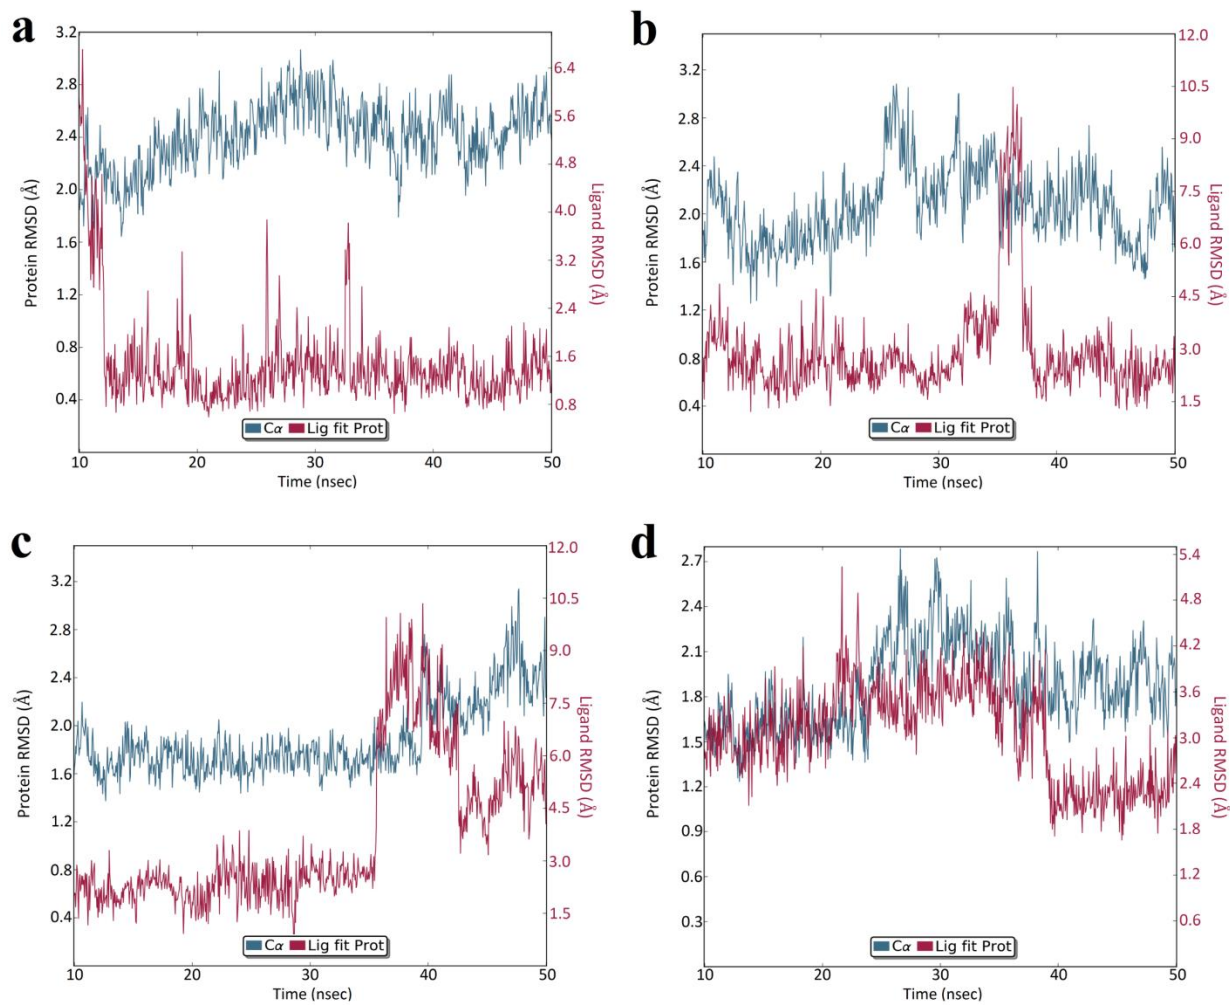 a
3.2
2.8
2.4
2.0
1.6
1.2
0.8
0.4
Protein RMSD (Å)
6.4
5.6
4.8
4.0
3.2
2.4
1.6
0.8
Ligand RMSD (Å)
Cα Lig fit Prot
10 20 30 40 50
Time (nsec)
b
3.2
2.8
2.4
2.0
1.6
1.2
0.8
0.4
Protein RMSD (Å)
12.0
10.5
9.0
7.5
6.0
4.5
3.0
1.5
Ligand RMSD (Å)
Cα Lig fit Prot
10 20 30 40 50
Time (nsec)
c
3.2
2.8
2.4
2.0
1.6
1.2
0.8
0.4
Protein RMSD (Å)
12.0
10.5
9.0
7.5
6.0
4.5
3.0
1.5
Ligand RMSD (Å)
Cα Lig fit Prot
10 20 30 40 50
Time (nsec)
d
2.7
2.4
2.1
1.8
1.5
1.2
0.9
0.6
0.3
Protein RMSD (Å)
5.4
4.8
4.2
3.6
3.0
2.4
1.8
1.2
0.6
Ligand RMSD (Å)
Cα Lig fit Prot
10 20 30 40 50
Time (nsec)